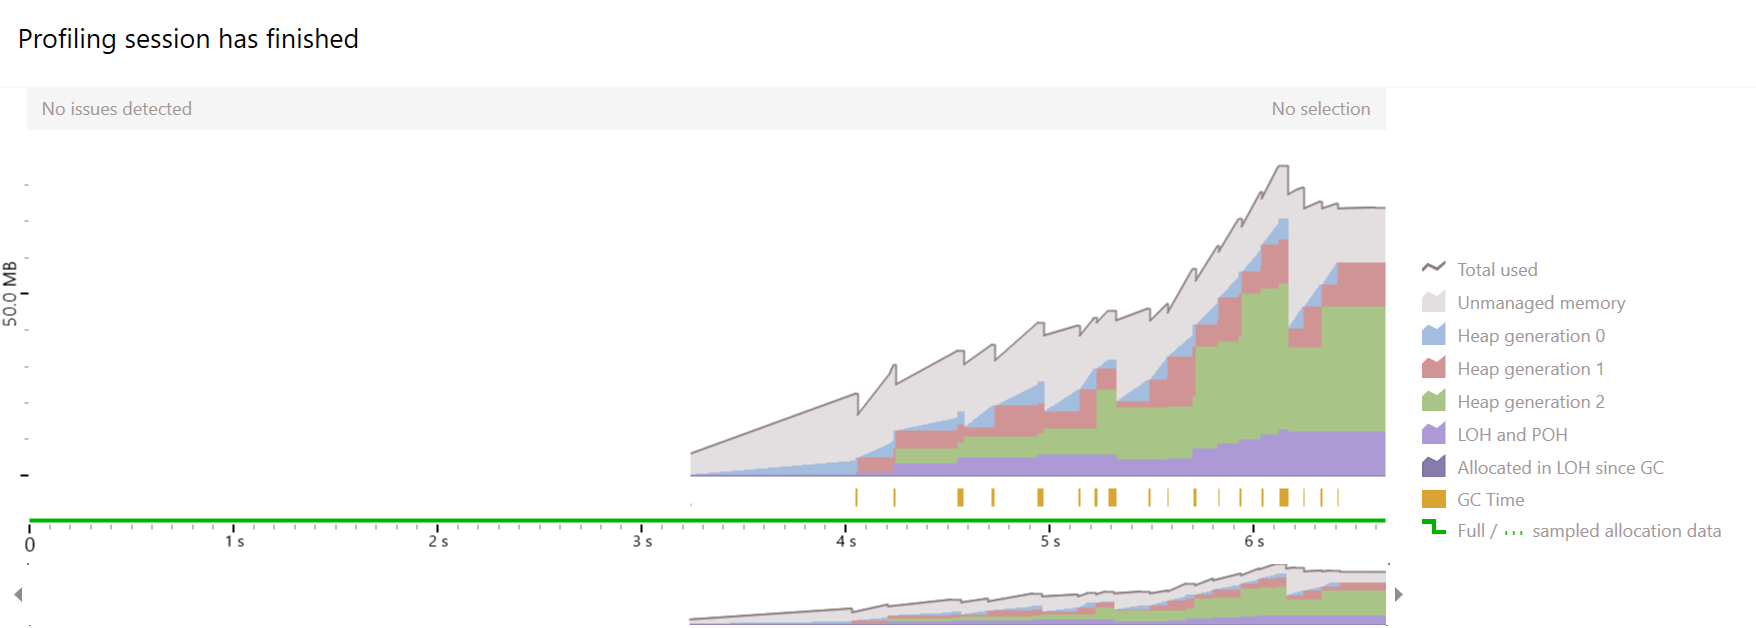 Profiling session has finished
No issues detected
No selection
50.0 MB
Total used
Unmanaged memory
Heap generation 0
Heap generation 1
Heap generation 2
LOH and POH
Allocated in LOH since GC
GC Time
Full / sampled allocation data
0
1 s
2 s
3 s
4 s
5 s
6 s